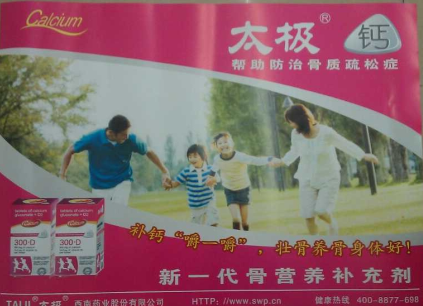 Calcium
太极®
钙
帮助防治骨质疏松症
补钙“嚼一嚼”，壮骨养骨身体好！
Calcium
300·D
Calcium
300·D
新一代骨营养补充剂
TAIJI 太极® 西南药业股份有限公司 HTTP://www.swp.cn 健康热线 400-8877-698